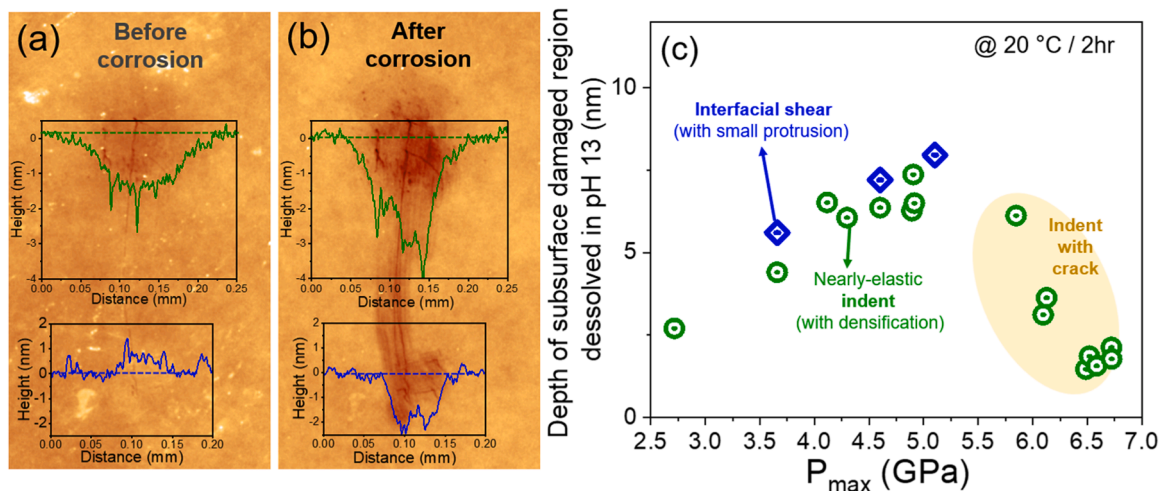 (a)
Before
corrosion
Height (nm)
0
-1
-2
-3
-4
0.00 0.05 0.10 0.15 0.20 0.25
Distance (mm)
Height (nm)
2
1
0
-1
-2
0.00 0.05 0.10 0.15 0.20
Distance (mm)
(b)
After
corrosion
Height (nm)
0
-1
-2
-3
-4
0.00 0.05 0.10 0.15 0.20 0.25
Distance (mm)
Height (nm)
2
1
0
-1
-2
0.00 0.05 0.10 0.15 0.20
Distance (mm)
Depth of subsurface damaged region
dessolved in pH 13 (nm)
(c)
@ 20 °C / 2hr
10
5
0
Interfacial shear
(with small protrusion)
Nearly-elastic
indent
(with densification)
Indent
with
crack
2.5 3.0 3.5 4.0 4.5 5.0 5.5 6.0 6.5 7.0
Pmax (GPa)